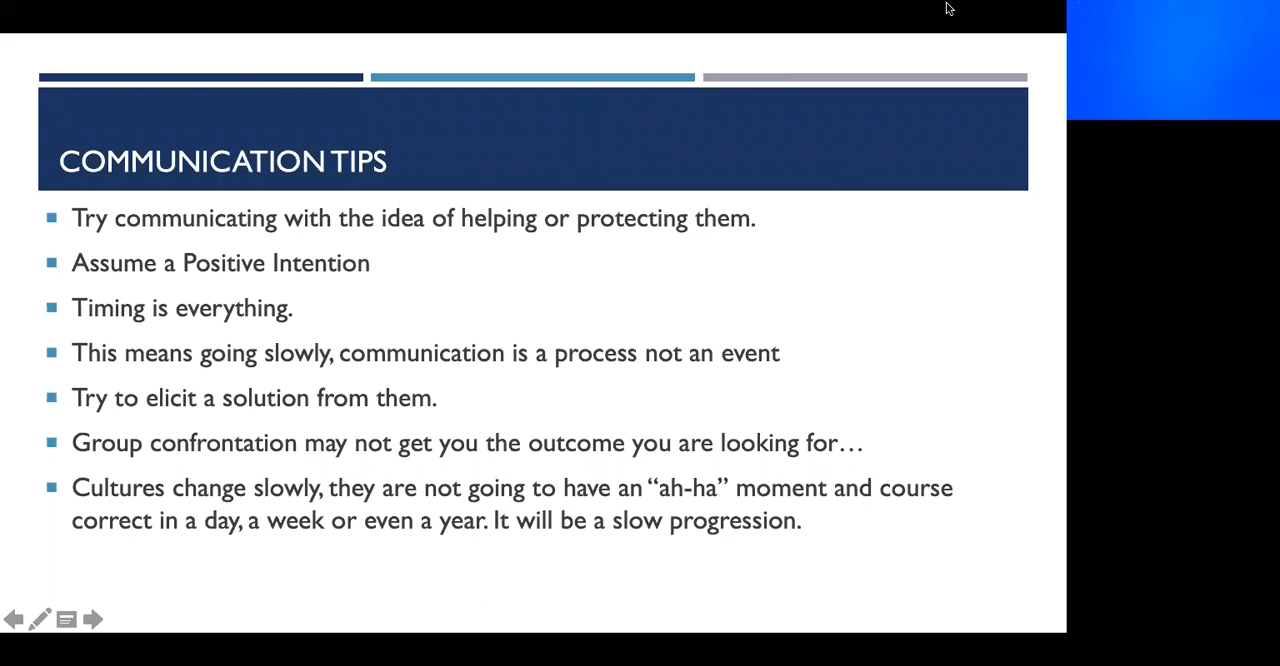 COMMUNICATION TIPS
Try communicating with the idea of helping or protecting them.
Assume a Positive Intention
Timing is everything.
This means going slowly, communication is a process not an event
Try to elicit a solution from them.
Group confrontation may not get you the outcome you are looking for…
Cultures change slowly, they are not going to have an “ah-ha” moment and course
correct in a day, a week or even a year. It will be a slow progression.